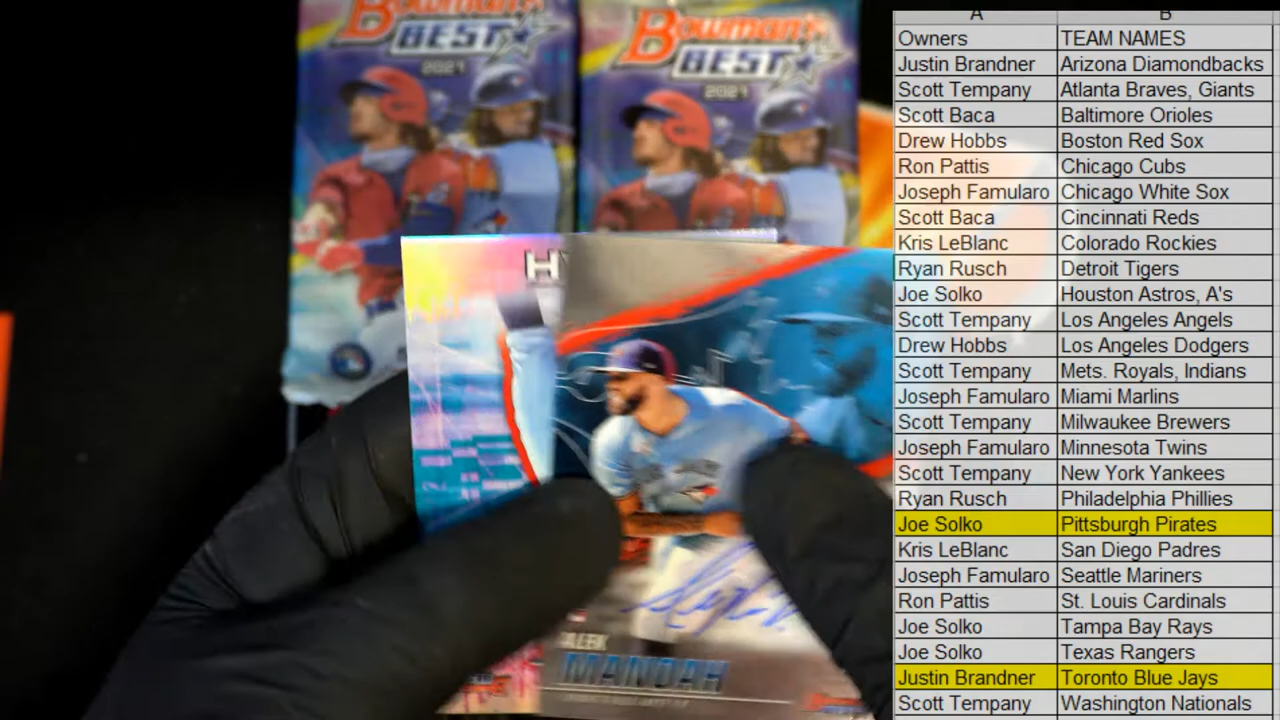 Bowman's
BEST
2021
Bowman's
BEST
2021
ALEK
MANOAH
A B
Owners TEAM NAMES
Justin Brandner Arizona Diamondbacks
Scott Tempany Atlanta Braves, Giants
Scott Baca Baltimore Orioles
Drew Hobbs Boston Red Sox
Ron Pattis Chicago Cubs
Joseph Famularo Chicago White Sox
Scott Baca Cincinnati Reds
Kris LeBlanc Colorado Rockies
Ryan Rusch Detroit Tigers
Joe Solko Houston Astros, A's
Scott Tempany Los Angeles Angels
Drew Hobbs Los Angeles Dodgers
Scott Tempany Mets. Royals, Indians
Joseph Famularo Miami Marlins
Scott Tempany Milwaukee Brewers
Joseph Famularo Minnesota Twins
Scott Tempany New York Yankees
Ryan Rusch Philadelphia Phillies
Joe Solko Pittsburgh Pirates
Kris LeBlanc San Diego Padres
Joseph Famularo Seattle Mariners
Ron Pattis St. Louis Cardinals
Joe Solko Tampa Bay Rays
Joe Solko Texas Rangers
Justin Brandner Toronto Blue Jays
Scott Tempany Washington Nationals